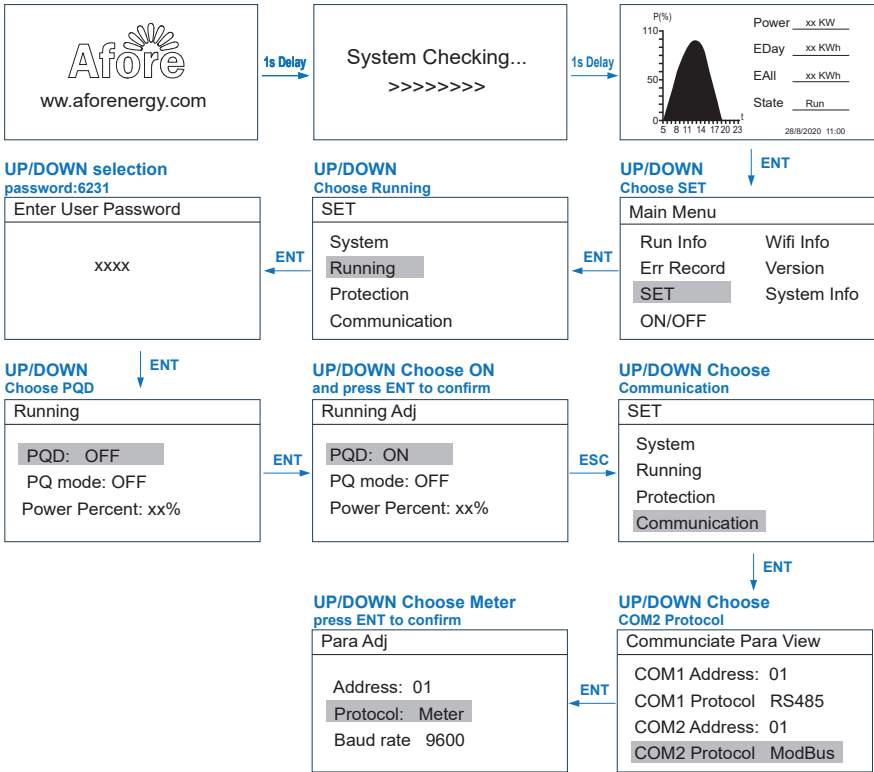 Afore
ww.aforenergy.com
1s Delay
System Checking...
>>>>>>>>
1s Delay
P(%)
110
50
0
5 8 11 14 17 20 23
t
Power xx KW
EDay xx KWh
EAll xx KWh
State Run
28/8/2020 11:00
ENT
UP/DOWN selection
password:6231
Enter User Password
xxxx
ENT
UP/DOWN
Choose Running
SET
System
Running
Protection
Communication
ENT
UP/DOWN
Choose SET
Main Menu
Run Info Wifi Info
Err Record Version
SET System Info
ON/OFF
ENT
UP/DOWN
Choose PQD
Running
PQD: OFF
PQ mode: OFF
Power Percent: xx%
ENT
UP/DOWN Choose ON
and press ENT to confirm
Running Adj
PQD: ON
PQ mode: OFF
Power Percent: xx%
ESC
UP/DOWN Choose
Communication
SET
System
Running
Protection
Communication
ENT
UP/DOWN Choose Meter
press ENT to confirm
Para Adj
Address: 01
Protocol: Meter
Baud rate 9600
ENT
UP/DOWN Choose
COM2 Protocol
Communciate Para View
COM1 Address: 01
COM1 Protocol RS485
COM2 Address: 01
COM2 Protocol ModBus